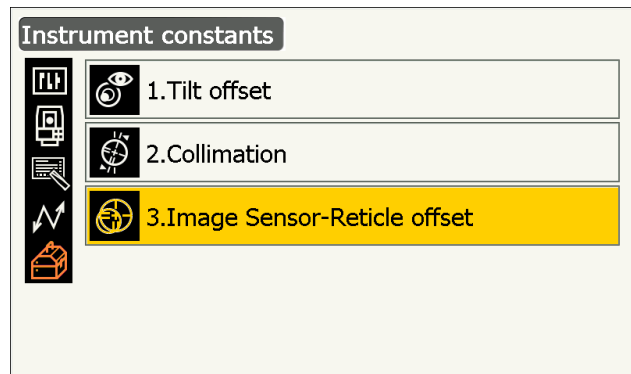 Instrument constants
1.Tilt offset
2.Collimation
3.Image Sensor-Reticle offset